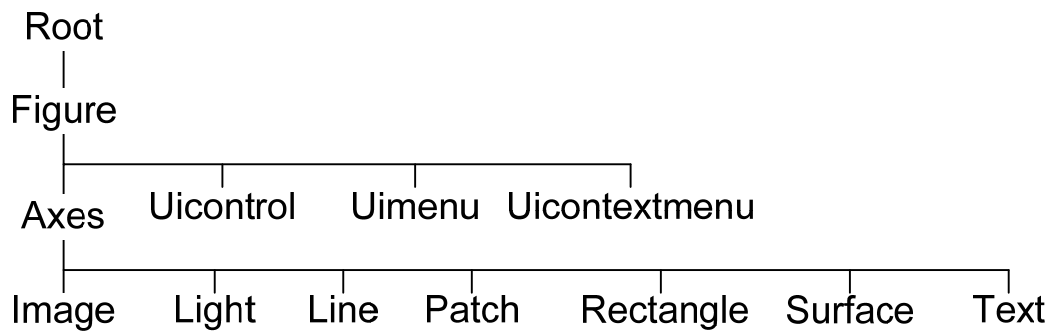 Root
Figure
Axes Uicontrol Uimenu Uicontextmenu
Image Light Line Patch Rectangle Surface Text